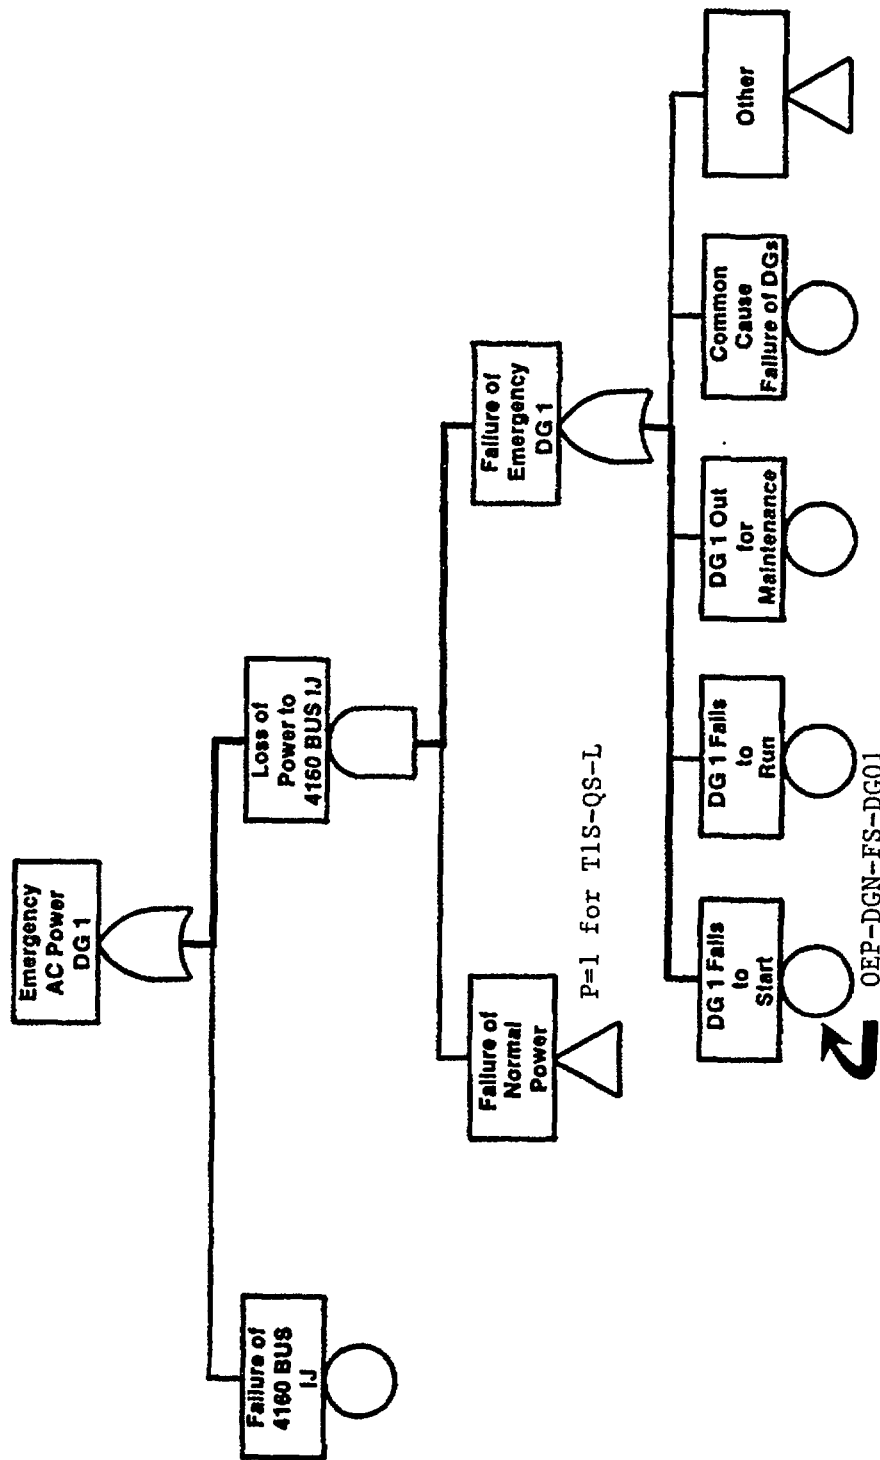 Emergency
AC Power
DG 1
Failure of
4160 BUS
IJ
Loss of
Power to
4160 BUS IJ
Failure of
Normal
Power
P=1 for T1S-QS-L
Failure of
Emergency
DG 1
DG 1 Fails
to
Start
DG 1 Fails
to
Run
DG 1 Out
for
Maintenance
Common
Cause
Failure of DGs
Other
OEP-DGN-FS-DG01